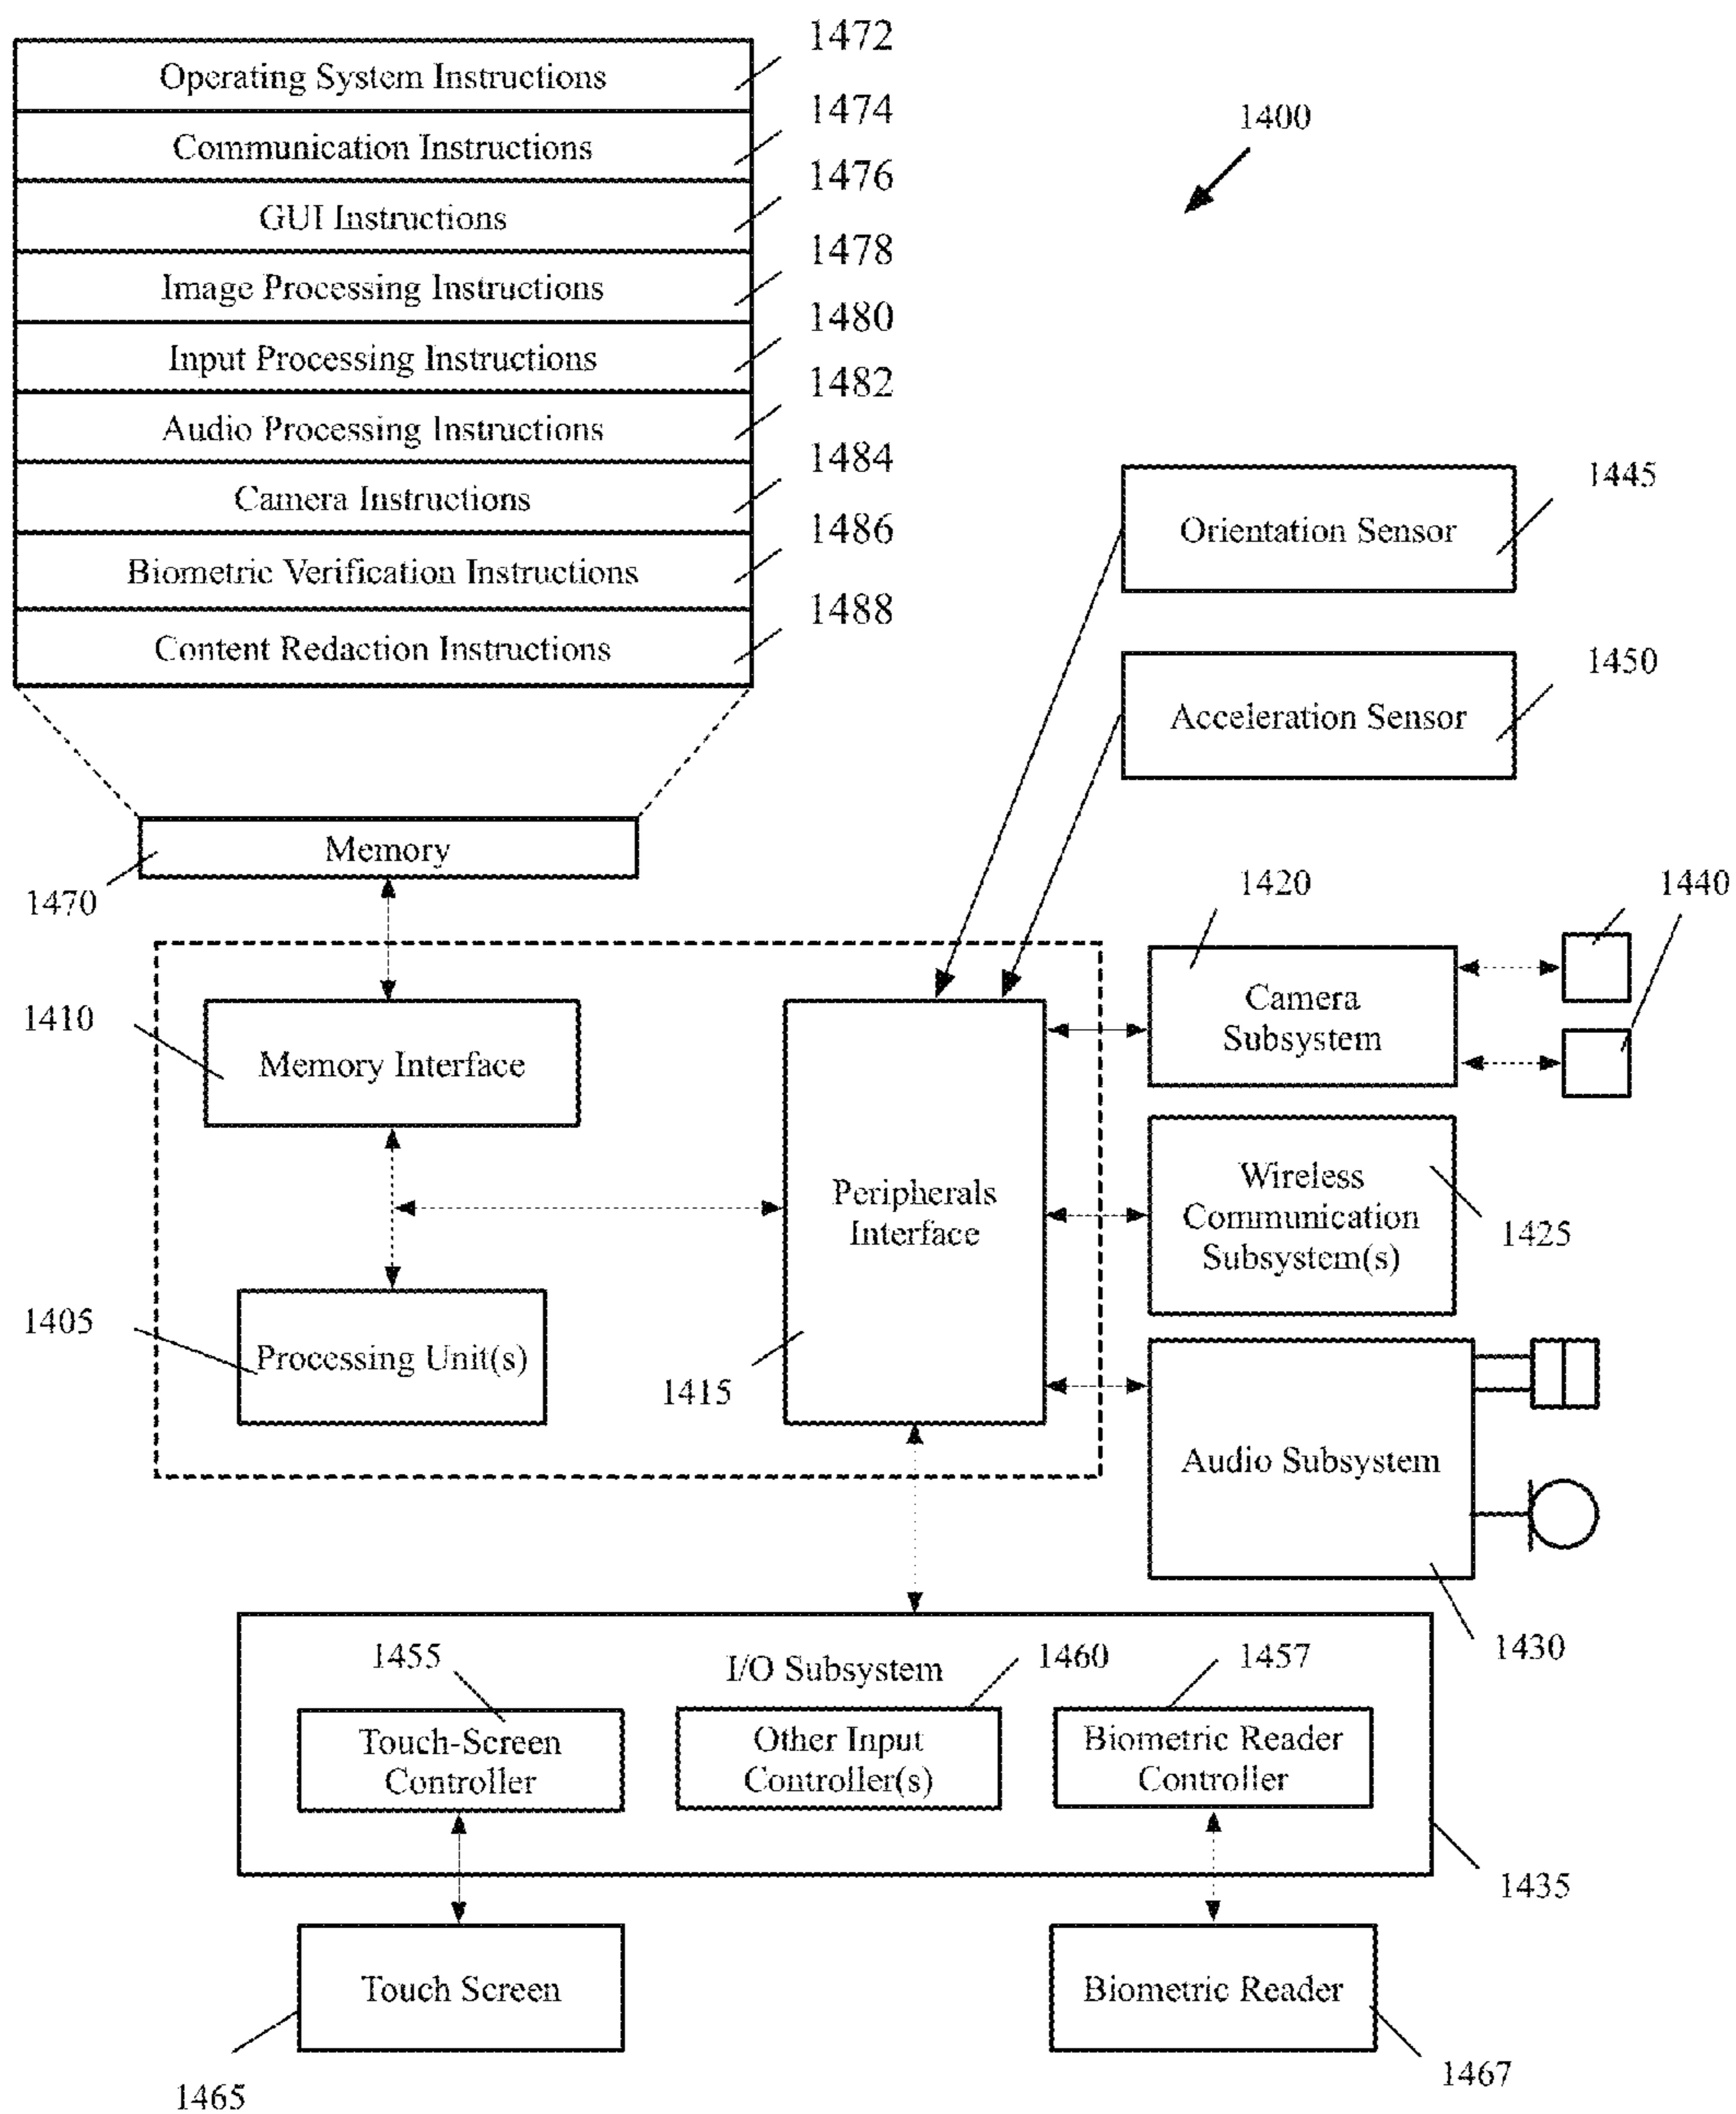 1472
Operating System Instructions
1474
Communication Instructions
1400
1476
GUI Instructions
1478
Image Processing Instructions
1480
Input Processing Instructions
1482
Audio Processing Instructions
1484
Camera Instructions
1445
Orientation Sensor
1486
Biometric Verification Instructions
1488
Content Redaction Instructions
1450
Acceleration Sensor
Memory
1470
1420
1440
Camera
Subsystem
1410
Memory Interface
Peripherals
Interface
Wireless
Communication
Subsystem(s)
1425
1405
Processing Unit(s)
1415
Audio Subsystem
1430
1455
I/O Subsystem
1460
1457
Touch-Screen
Controller
Other Input
Controller(s)
Biometric Reader
Controller
1435
Touch Screen
Biometric Reader
1465
1467